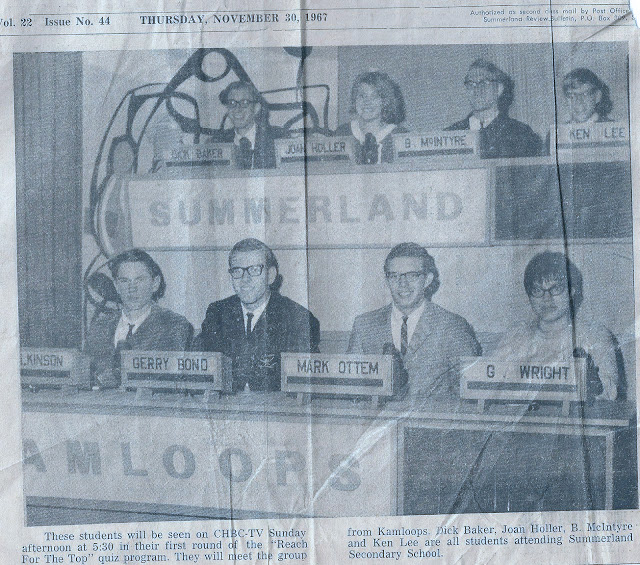 Vol. 22 Issue No. 44 THURSDAY, NOVEMBER 30, 1967
Authorized as second class mail by Post Office
Summerland Review Bulletin, P.O. Box
DICK BAKER
JOAN HOLLER
B. McINTYRE
KEN LEE
SUMMERLAND
LKINSON
GERRY BOND
MARK OTTEM
G. WRIGHT
AMLOOPS
These students will be seen on CHBC-TV Sunday
afternoon at 5:30 in their first round of the "Reach
For The Top" quiz program. They will meet the group
from Kamloops. Dick Baker, Joan Holler, B. McIntyre
and Ken Lee are all students attending Summerland
Secondary School.